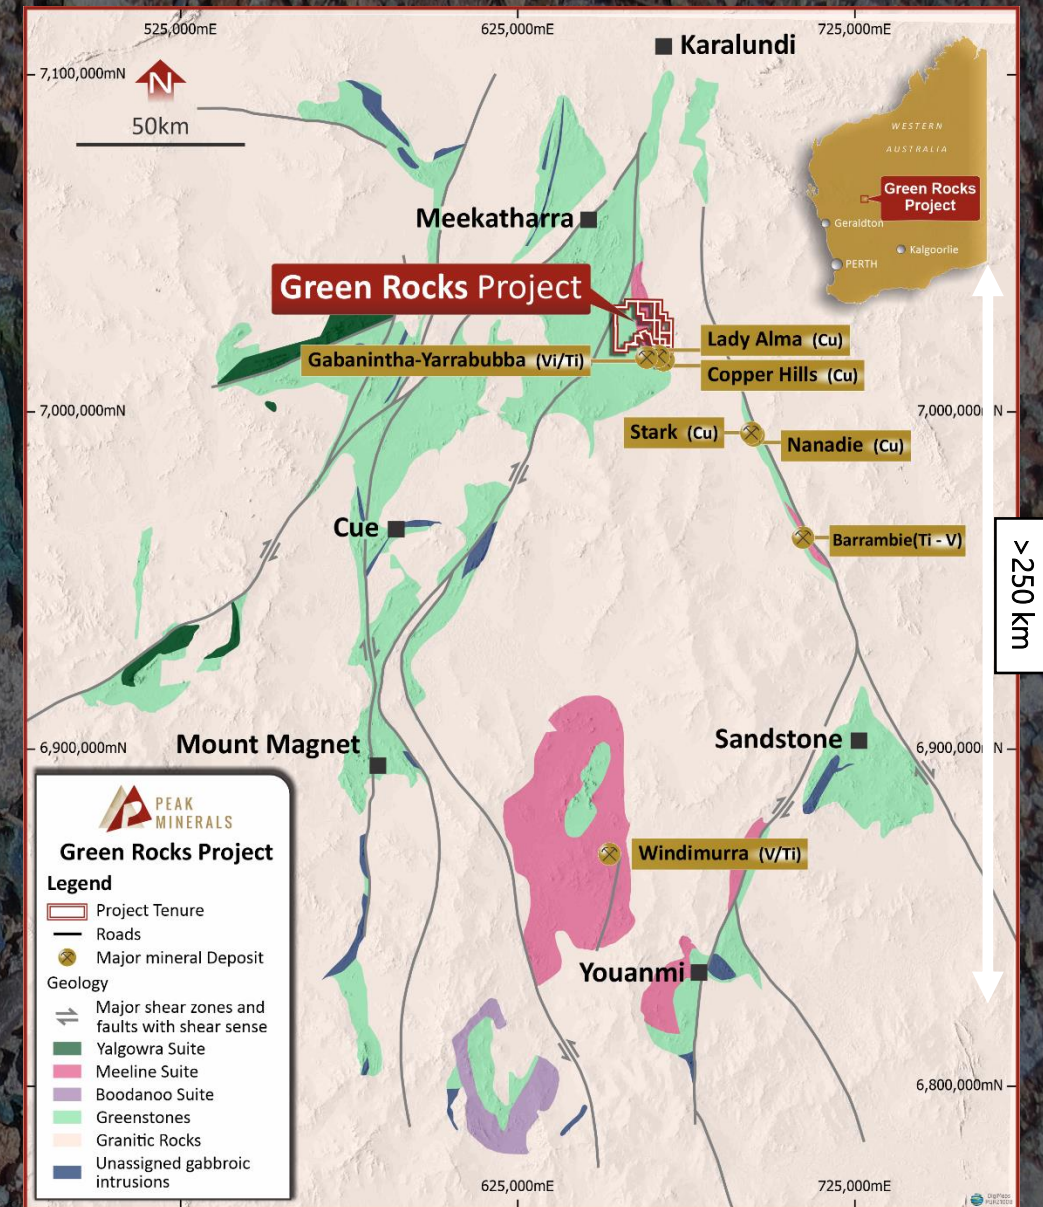 525,000mE
625,000mE
725,000mE
Karalundi
7,100,000mN
N
50km
WESTERN
AUSTRALIA
Green Rocks
Project
Geraldton
Kalgoorlie
PERTH
Meekatharra
Green Rocks Project
Lady Alma (Cu)
Gabanintha-Yarrabubba (Vi/Ti)
Copper Hills (Cu)
7,000,000mN
7,000,000mN
Stark (Cu)
Nanadie (Cu)
Cue
Barrambie(Ti - V)
>250 km
Mount Magnet
Sandstone
6,900,000mN
6,900,000mN
PEAK
MINERALS
Green Rocks Project
Legend
Project Tenure
Roads
Major mineral Deposit
Geology
Major shear zones and
faults with shear sense
Yalgowra Suite
Meeline Suite
Boodanoo Suite
Greenstones
Granitic Rocks
Unassigned gabbroic
intrusions
Windimurra (V/Ti)
Youanmi
6,800,000mN
625,000mE
725,000mE